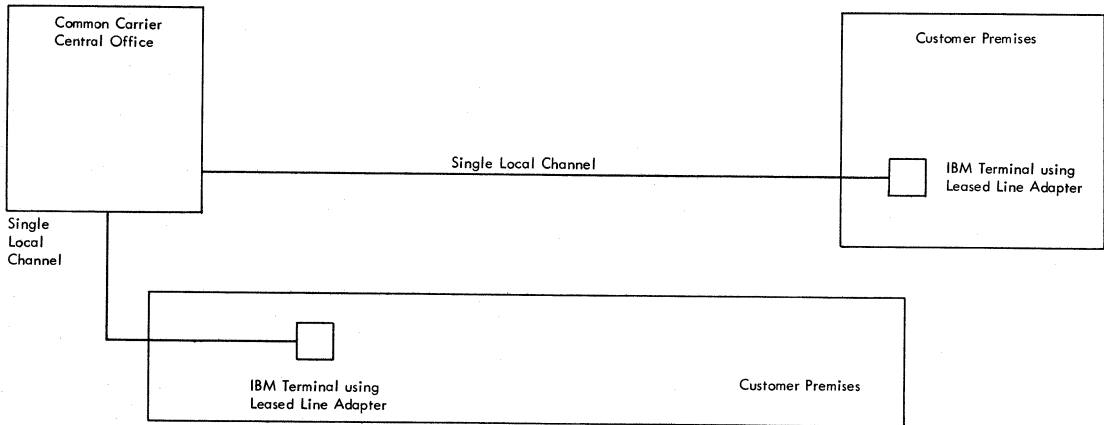 Common Carrier
Central Office
Customer Premises
Single Local Channel
IBM Terminal using
Leased Line Adapter
Single
Local
Channel
IBM Terminal using
Leased Line Adapter
Customer Premises